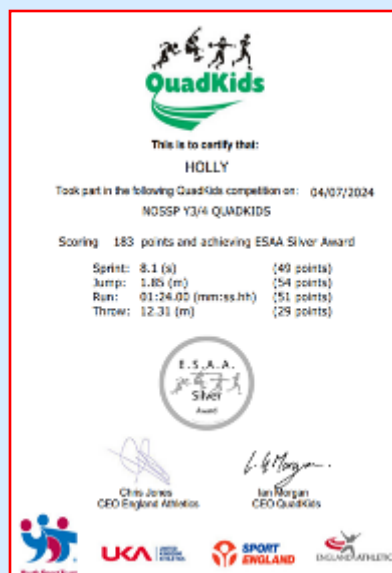 QuadKids
This is to certify that:
HOLLY
Took part in the following QuadKids competition on: 04/07/2024
NOSSP Y3/4 QUADKIDS
Scoring 183 points and achieving ESAA Silver Award
Sprint: 8.1 (s) (49 points)
Jump: 1.85 (m) (54 points)
Run: 01:24.00 (mm:ss.hh) (51 points)
Throw: 12.31 (m) (29 points)
E.S.A.A.
Silver
Award
Chris Jones
CEO England Athletics
Ian Morgan
CEO QuadKids
UKA
SPORT
ENGLAND
ENGLAND ATHLETICS